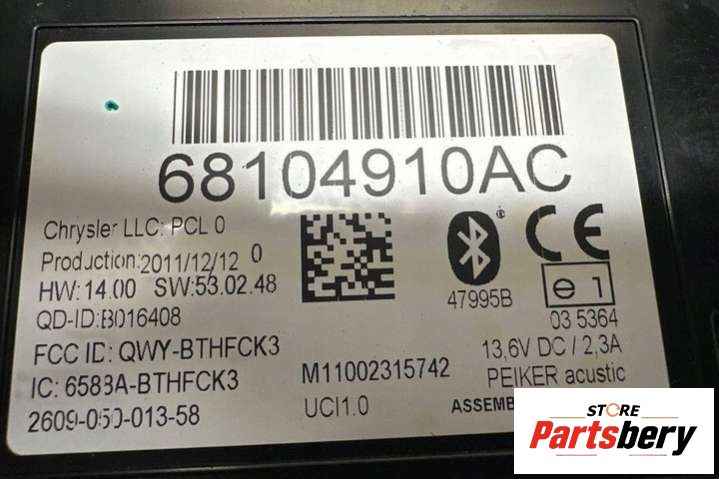 68104910AC
Chrysler LLC: PCL 0
Production:2011/12/12 0
HW:14.00 SW:53.02.48
QD-ID:B016408
FCC ID: QWY-BTHFCK3
IC: 6588A-BTHFCK3
2609-050-013-58
M11002315742
UCI1.0
47995B
CE
e 1
03 5364
13,6V DC / 2,3A
PEIKER acustic
STORE
Partsbery